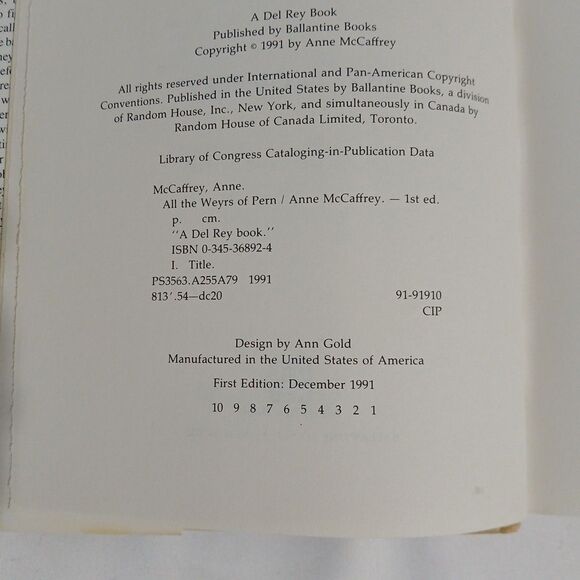 A Del Rey Book
Published by Ballantine Books
Copyright © 1991 by Anne McCaffrey
All rights reserved under International and Pan-American Copyright
Conventions. Published in the United States by Ballantine Books, a division
of Random House, Inc., New York, and simultaneously in Canada by
Random House of Canada Limited, Toronto.
Library of Congress Cataloging-in-Publication Data
McCaffrey, Anne.
All the Weyrs of Pern / Anne McCaffrey. — 1st ed.
p. cm.
"A Del Rey book."
ISBN 0-345-36892-4
I. Title.
PS3563.A255A79 1991
813'.54—dc20 91-91910
CIP
Design by Ann Gold
Manufactured in the United States of America
First Edition: December 1991
10 9 8 7 6 5 4 3 2 1